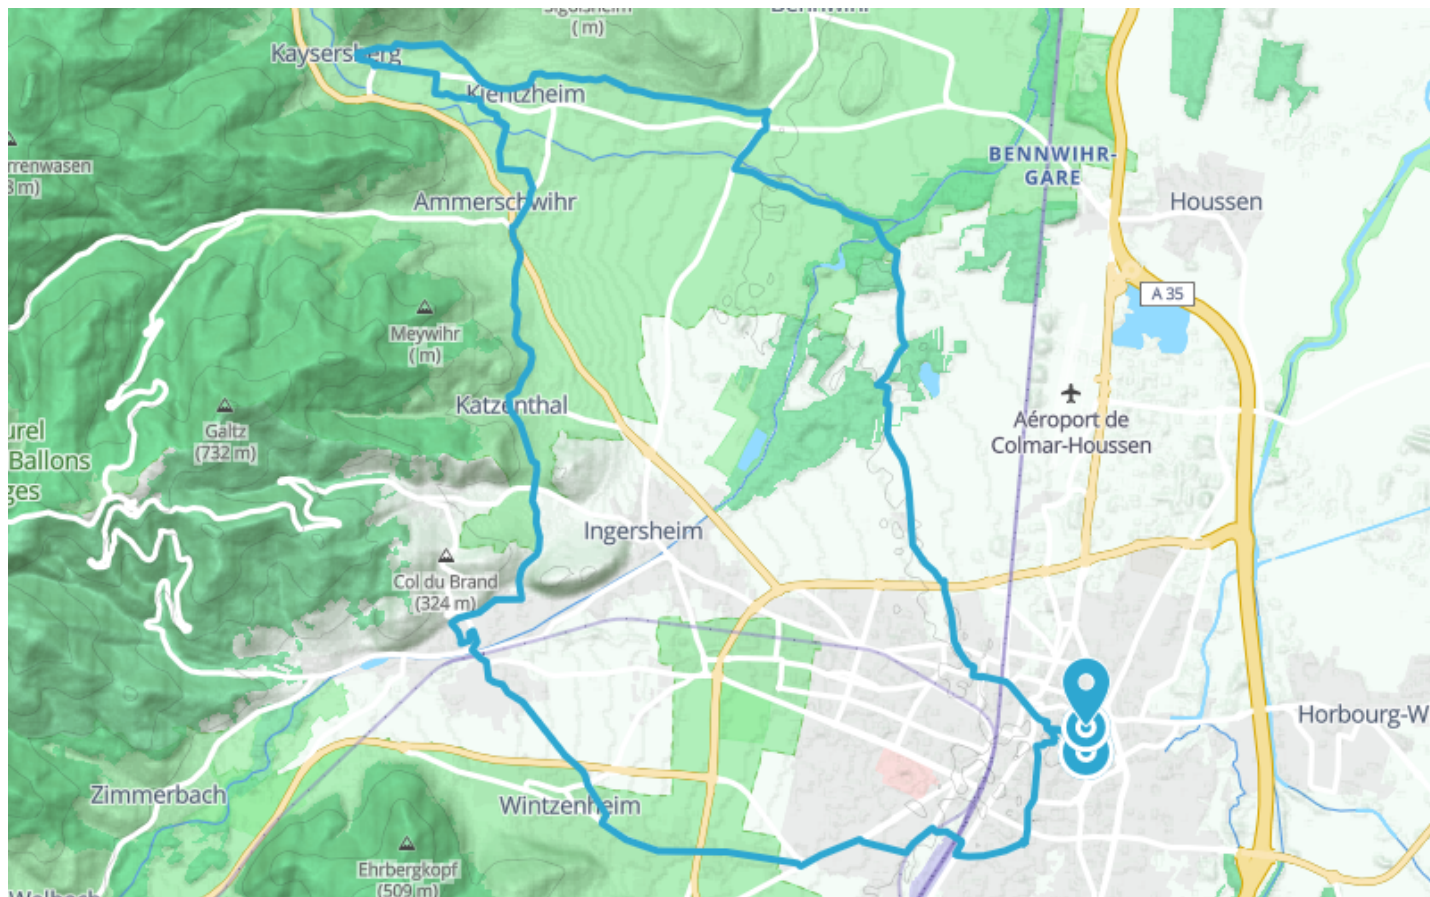 ( m)
Kaysersberg
Kientzheim
BENNWIHR-
GARE
Ammerschwihr
Houssen
A 35
Meywihr
( m)
Katzenthal
Galtz
(732 m)
Aéroport de
Colmar-Houssen
Ballons
Ingersheim
Col du Brand
(324 m)
Horbourg-W
Zimmerbach
Wintzenheim
Ehrbergkopf
(509 m)